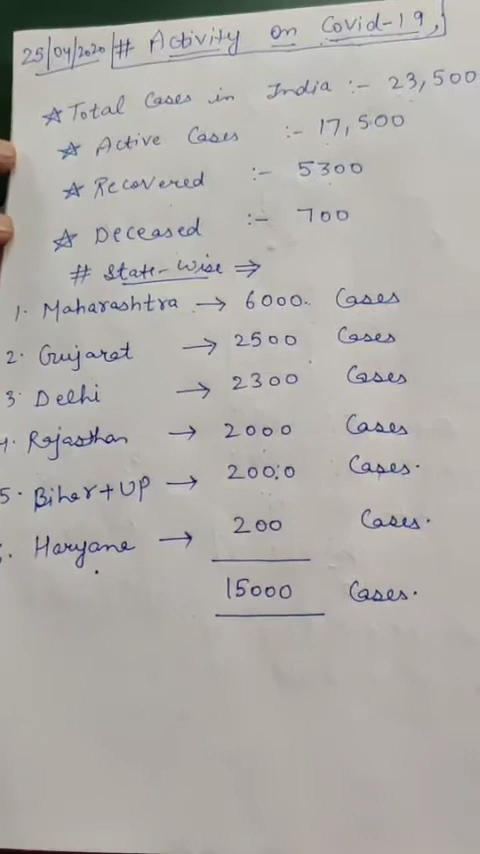 25/04/2020 # Activity on Covid-19,
☆ Total Cases in India :- 23,500
☆ Active Cases :- 17,500
☆ Recovered :- 5300
☆ Deceased :- 700
# State-wise ⇒
1. Maharashtra → 6000. Cases
2. Gujarat → 2500 Cases
3. Delhi → 2300 Cases
4. Rajasthan → 2000 Cases
5. Bihar+UP → 2000 Cases.
. Haryana → 200 Cases.
15000 Cases.